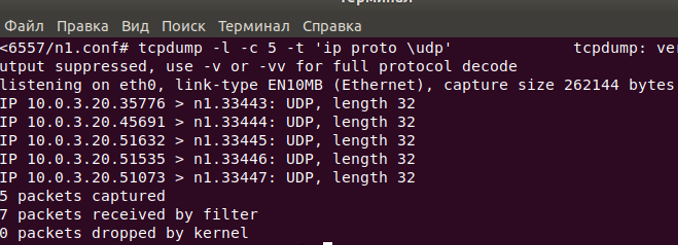 Терминал
Файл Правка Вид Поиск Терминал Справка
<6557/n1.conf# tcpdump -l -c 5 -t 'ip proto \udp' tcpdump: ver
utput suppressed, use -v or -vv for full protocol decode
listening on eth0, link-type EN10MB (Ethernet), capture size 262144 bytes
IP 10.0.3.20.35776 > n1.33443: UDP, length 32
IP 10.0.3.20.45691 > n1.33444: UDP, length 32
IP 10.0.3.20.51632 > n1.33445: UDP, length 32
IP 10.0.3.20.51535 > n1.33446: UDP, length 32
IP 10.0.3.20.51073 > n1.33447: UDP, length 32
5 packets captured
7 packets received by filter
0 packets dropped by kernel